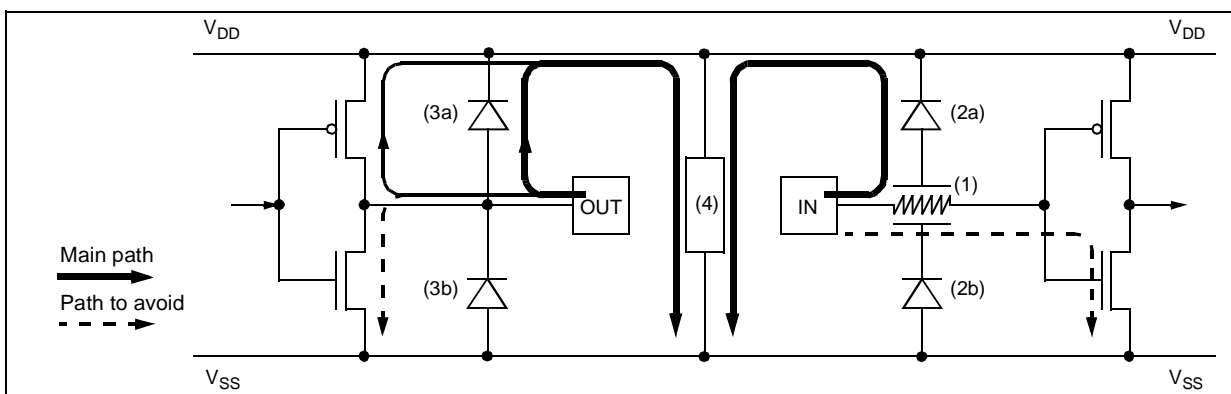 VDD
VDD
(3a)
(2a)
(1)
OUT
(4)
IN
Main path
(3b)
(2b)
Path to avoid
VSS
VSS